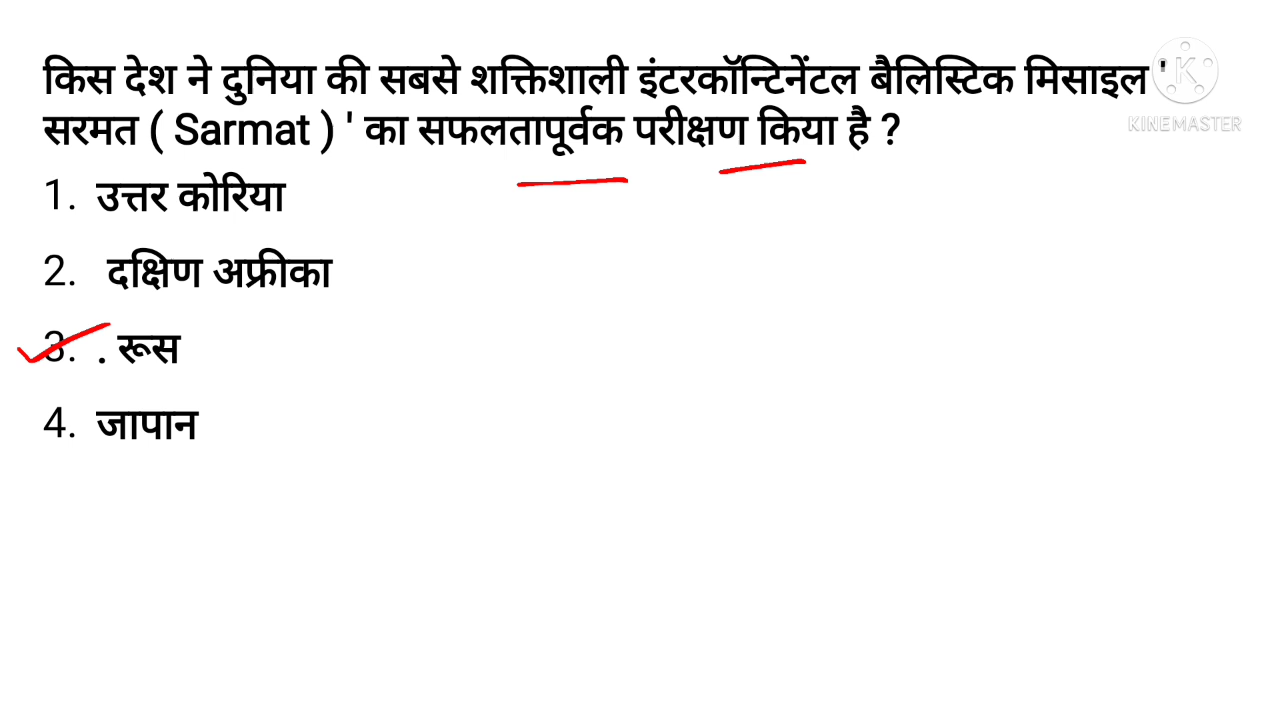 किस देश ने दुनिया की सबसे शक्तिशाली इंटरकॉन्टिनेंटल बैलिस्टिक मिसाइल '
सरमत ( Sarmat ) ' का सफलतापूर्वक परीक्षण किया है ?
1. उत्तर कोरिया
2. दक्षिण अफ्रीका
3. . रूस
4. जापान
K
KINEMASTER